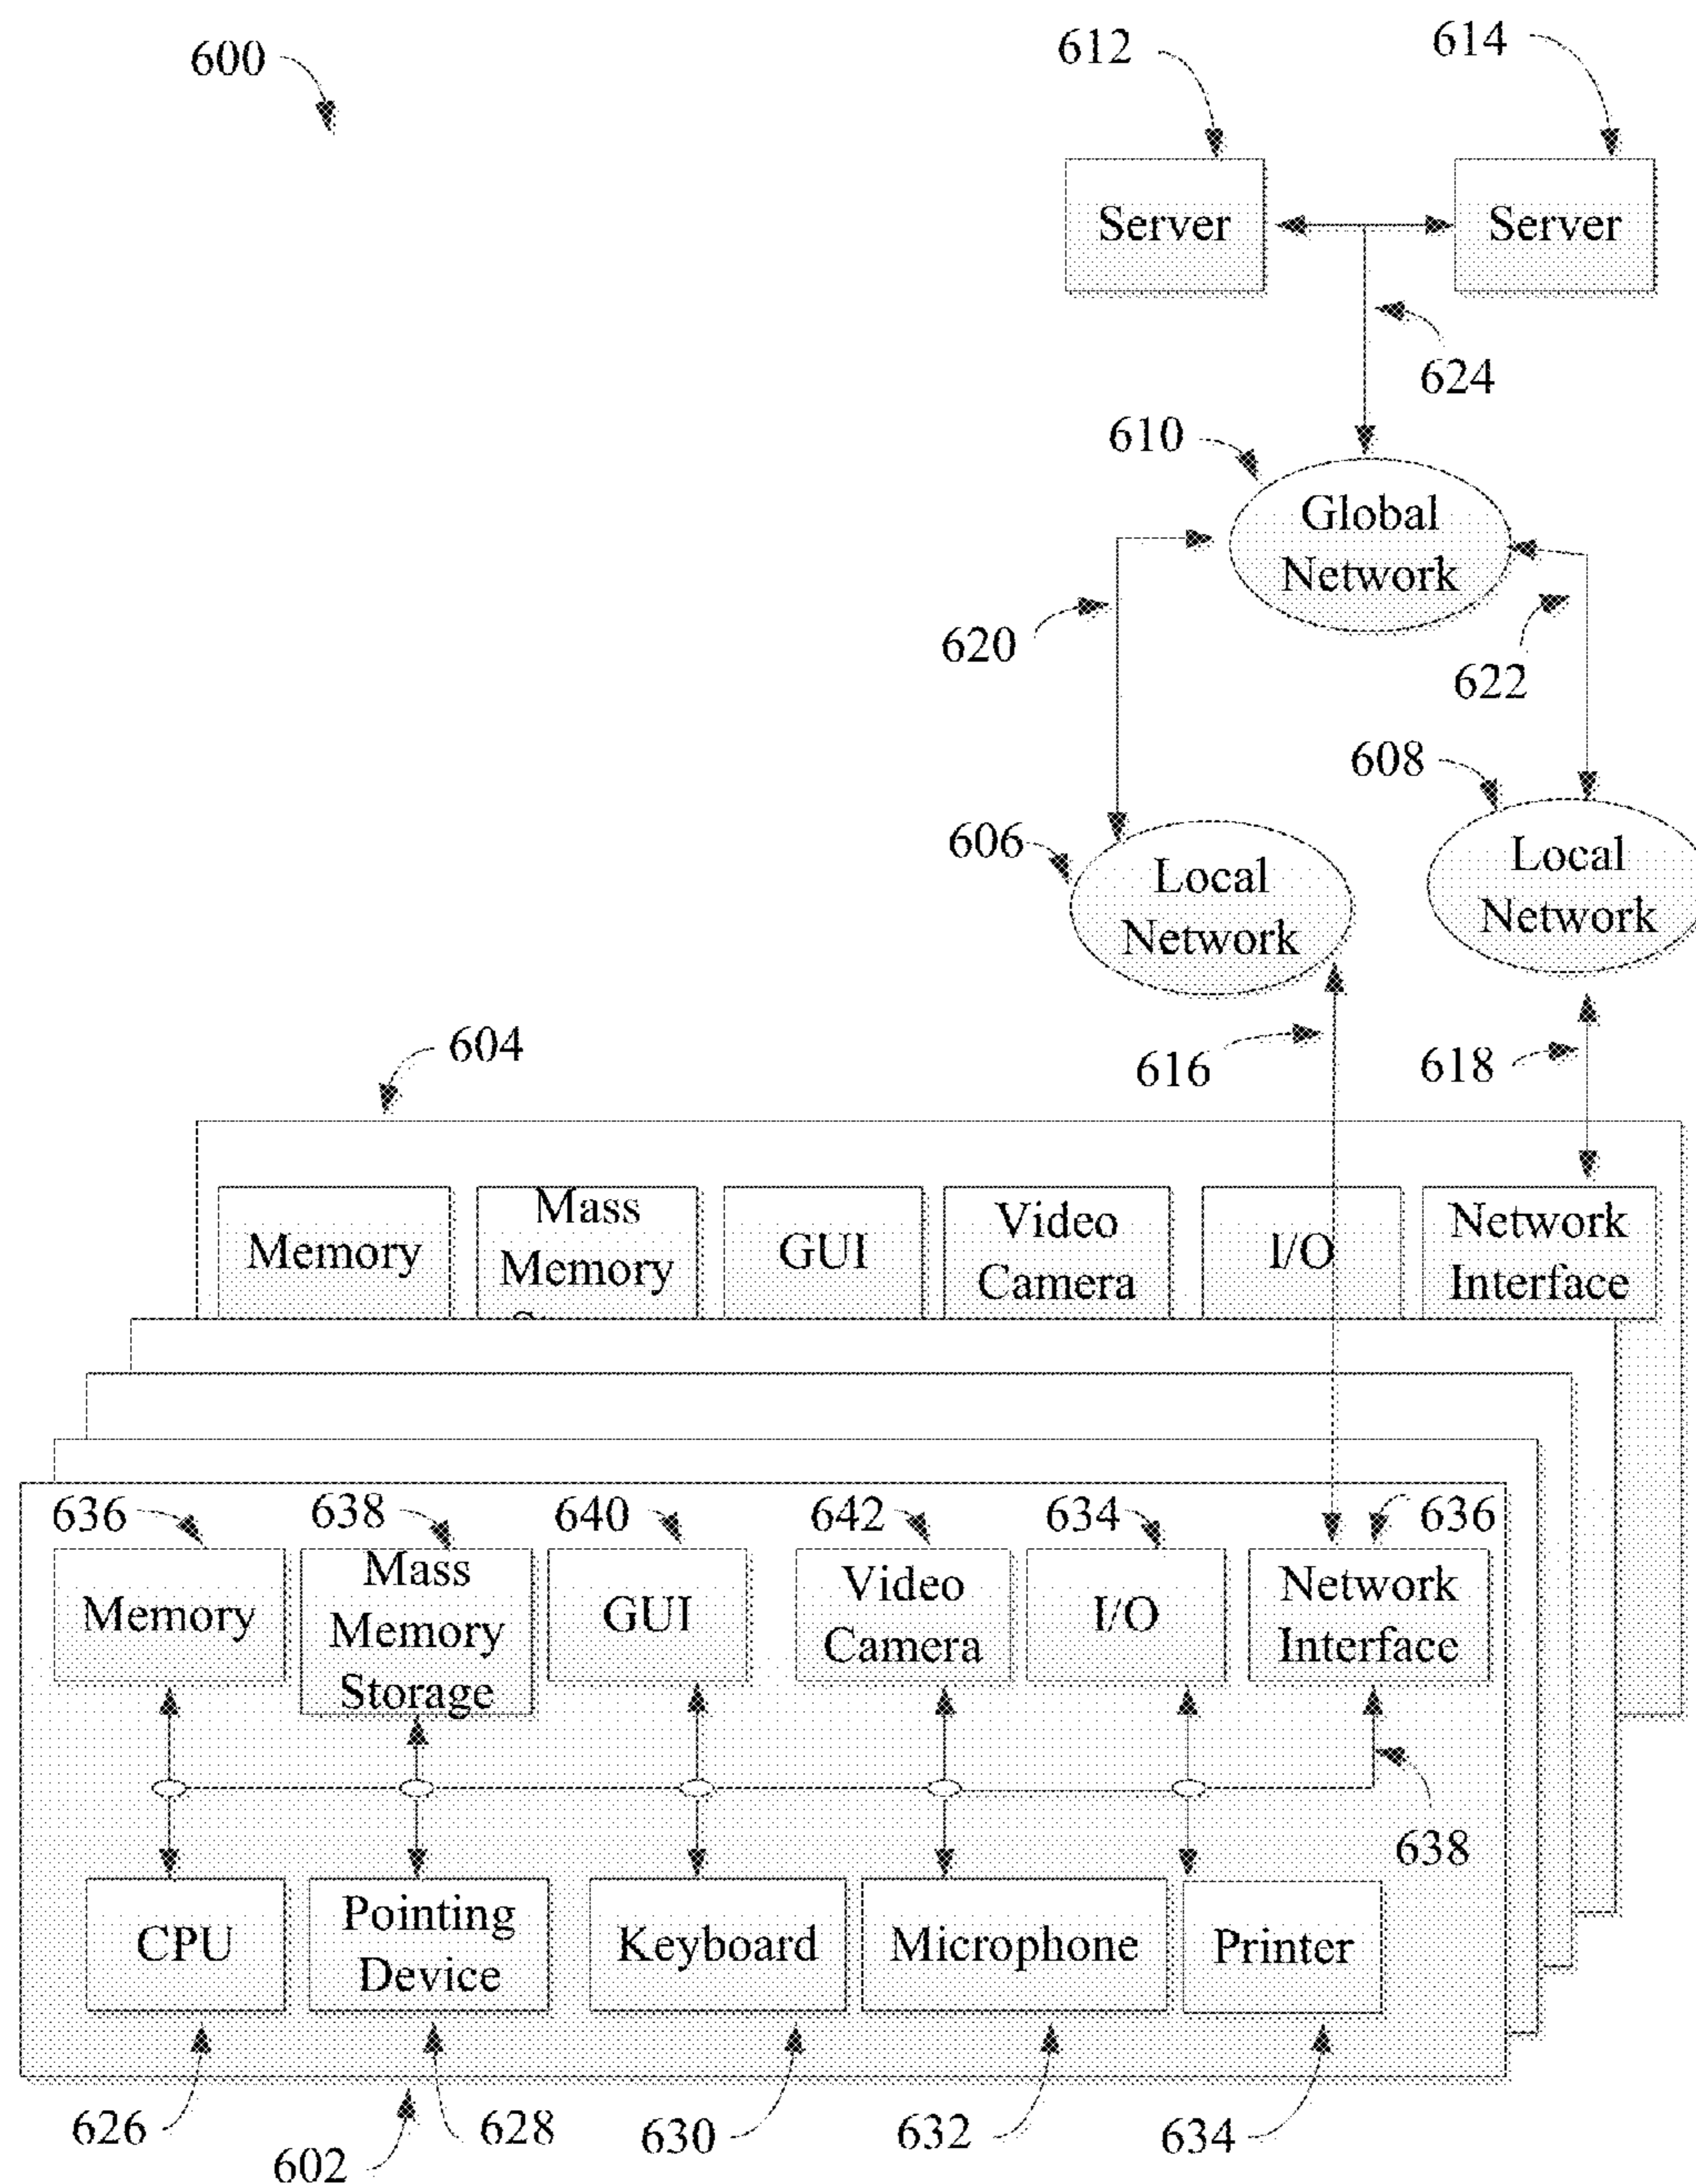 600
612
614
Server
Server
624
610
Global
Network
620
622
608
606
Local
Network
Local
Network
604
616
618
Memory
Mass
Memory
GUI
Video
Camera
I/O
Network
Interface
636
638
640
642
634
636
Memory
Mass
Memory
Storage
GUI
Video
Camera
I/O
Network
Interface
638
CPU
Pointing
Device
Keyboard
Microphone
Printer
626
602
628
630
632
634